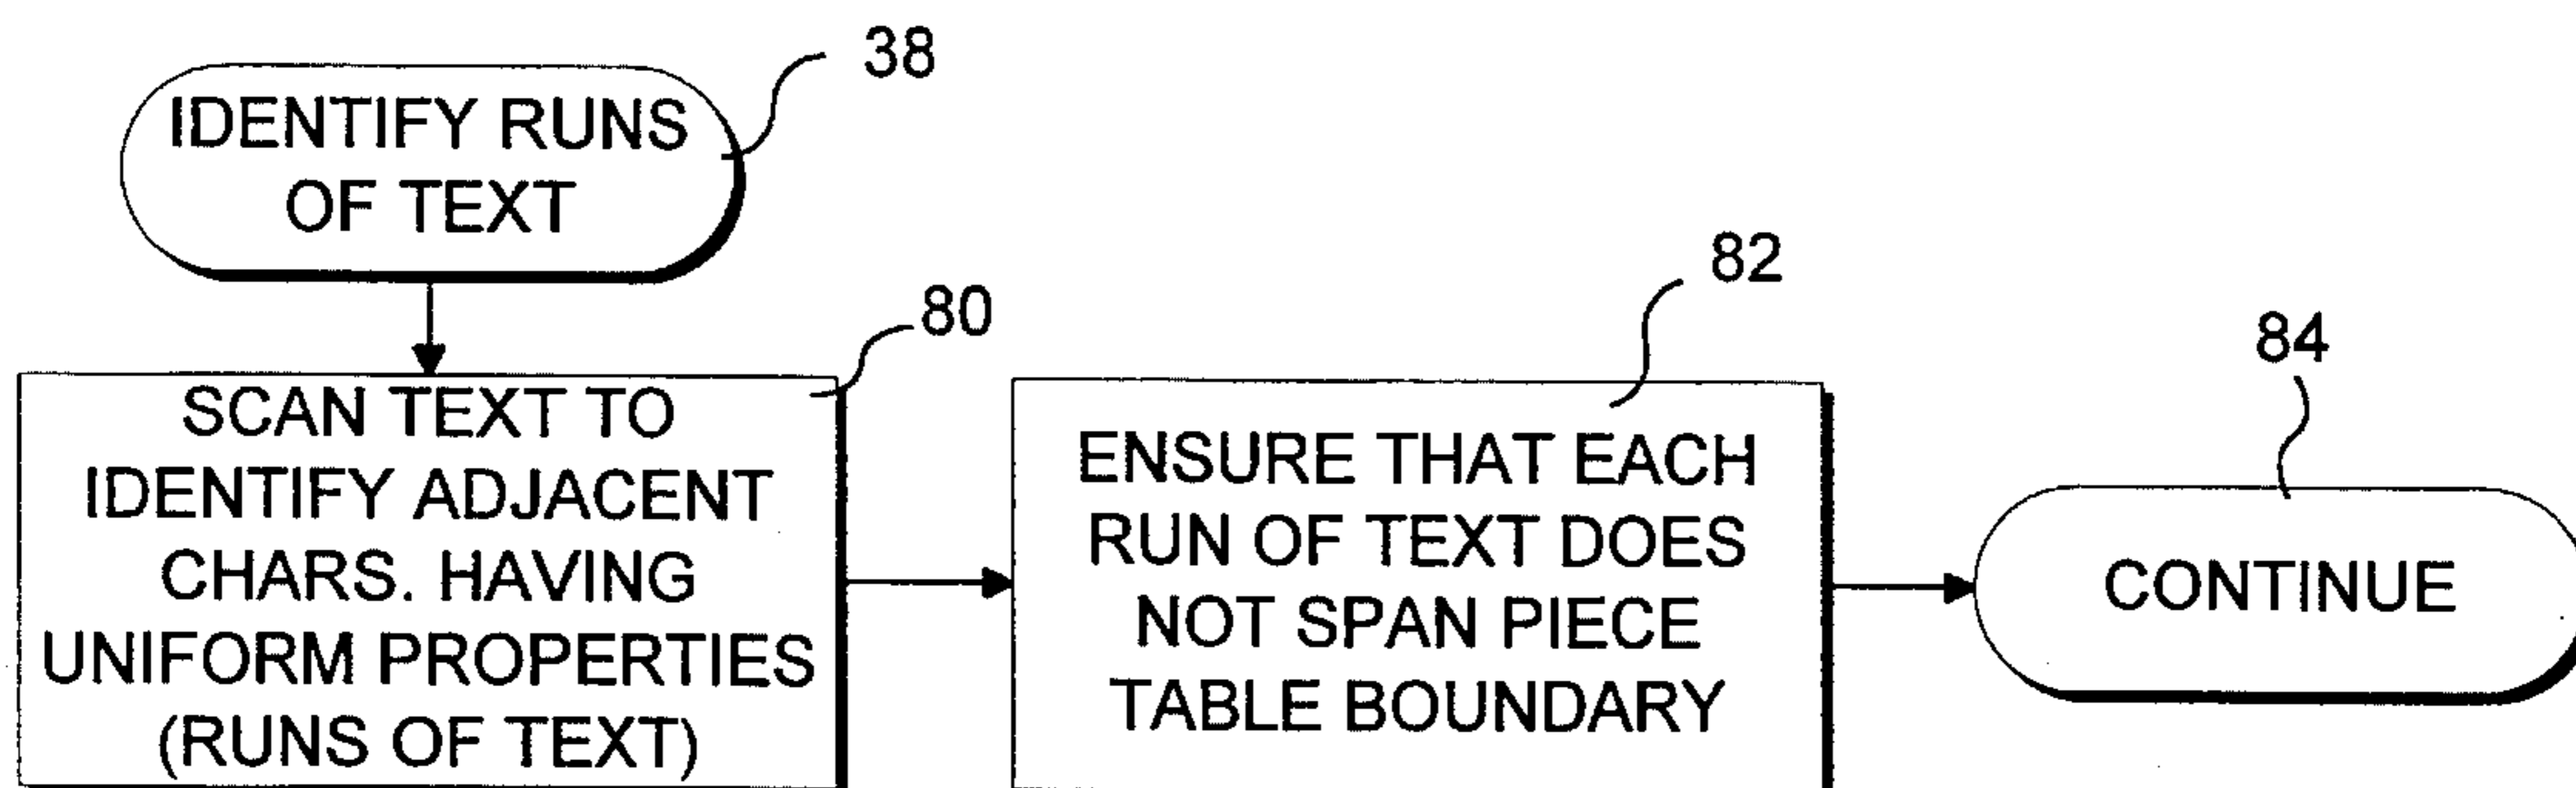 38
IDENTIFY RUNS
OF TEXT
80
SCAN TEXT TO
IDENTIFY ADJACENT
CHARS. HAVING
UNIFORM PROPERTIES
(RUNS OF TEXT)
82
ENSURE THAT EACH
RUN OF TEXT DOES
NOT SPAN PIECE
TABLE BOUNDARY
84
CONTINUE